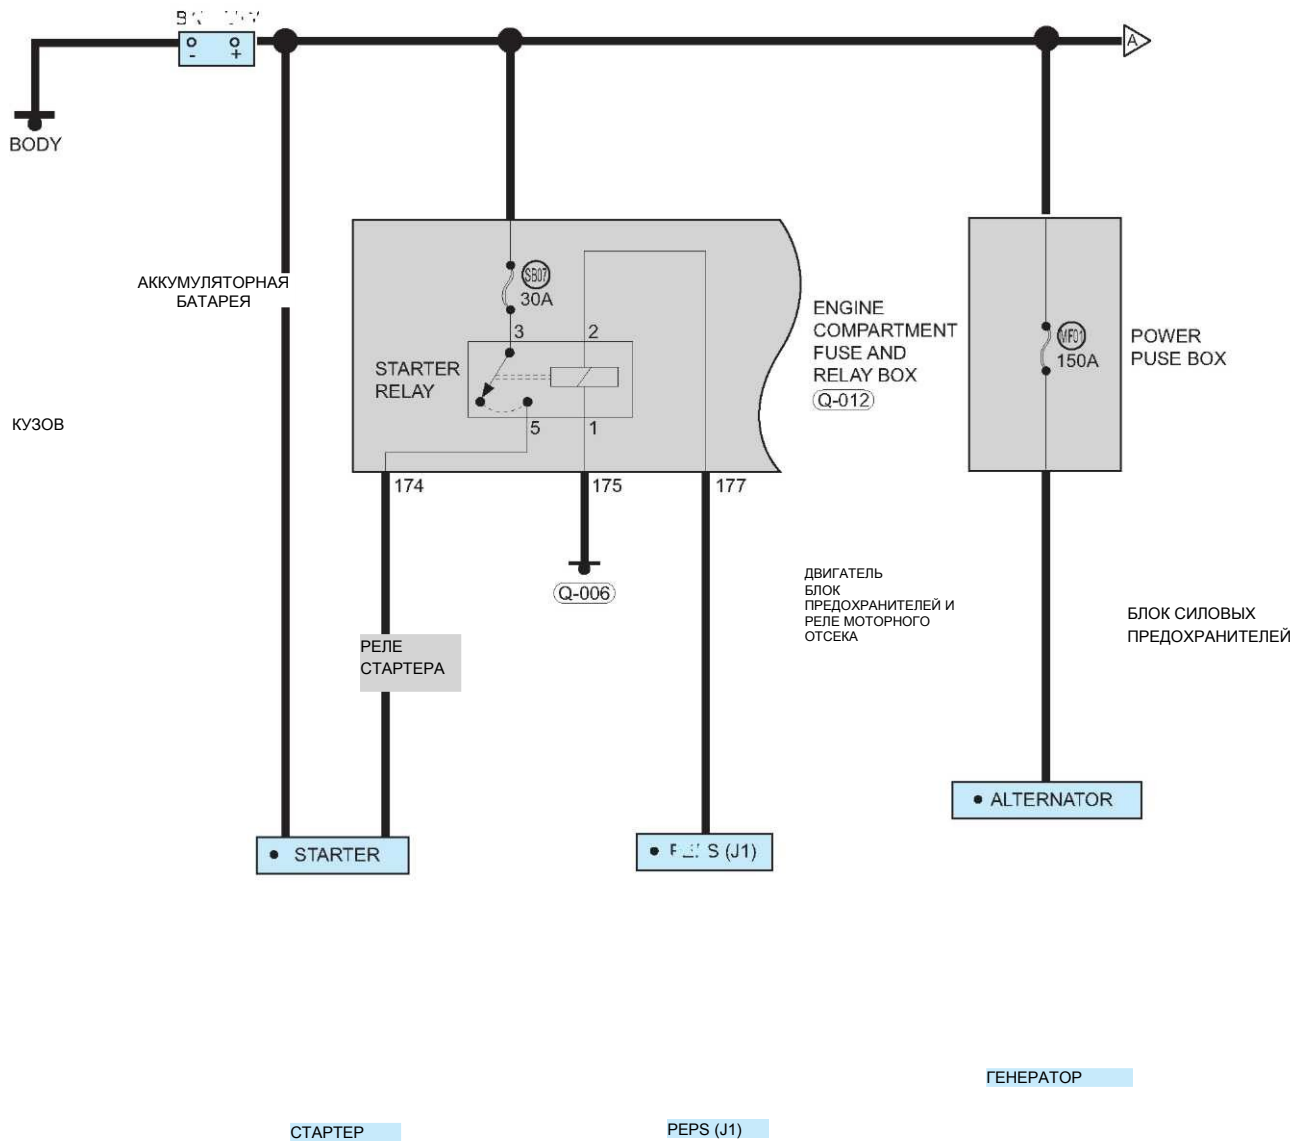 - +
A
BODY
АККУМУЛЯТОРНАЯ
БАТАРЕЯ
SB07
30A
3 2
STARTER
RELAY
5 1
ENGINE
COMPARTMENT
FUSE AND
RELAY BOX
Q-012
MF01
150A
POWER
PUSE BOX
КУЗОВ
174 175 177
Q-006
ДВИГАТЕЛЬ
БЛОК
ПРЕДОХРАНИТЕЛЕЙ И
РЕЛЕ МОТОРНОГО
ОТСЕКА
БЛОК СИЛОВЫХ
ПРЕДОХРАНИТЕЛЕЙ
РЕЛЕ
СТАРТЕРА
• ALTERNATOR
• STARTER
• (J1)
ГЕНЕРАТОР
СТАРТЕР
PEPS (J1)